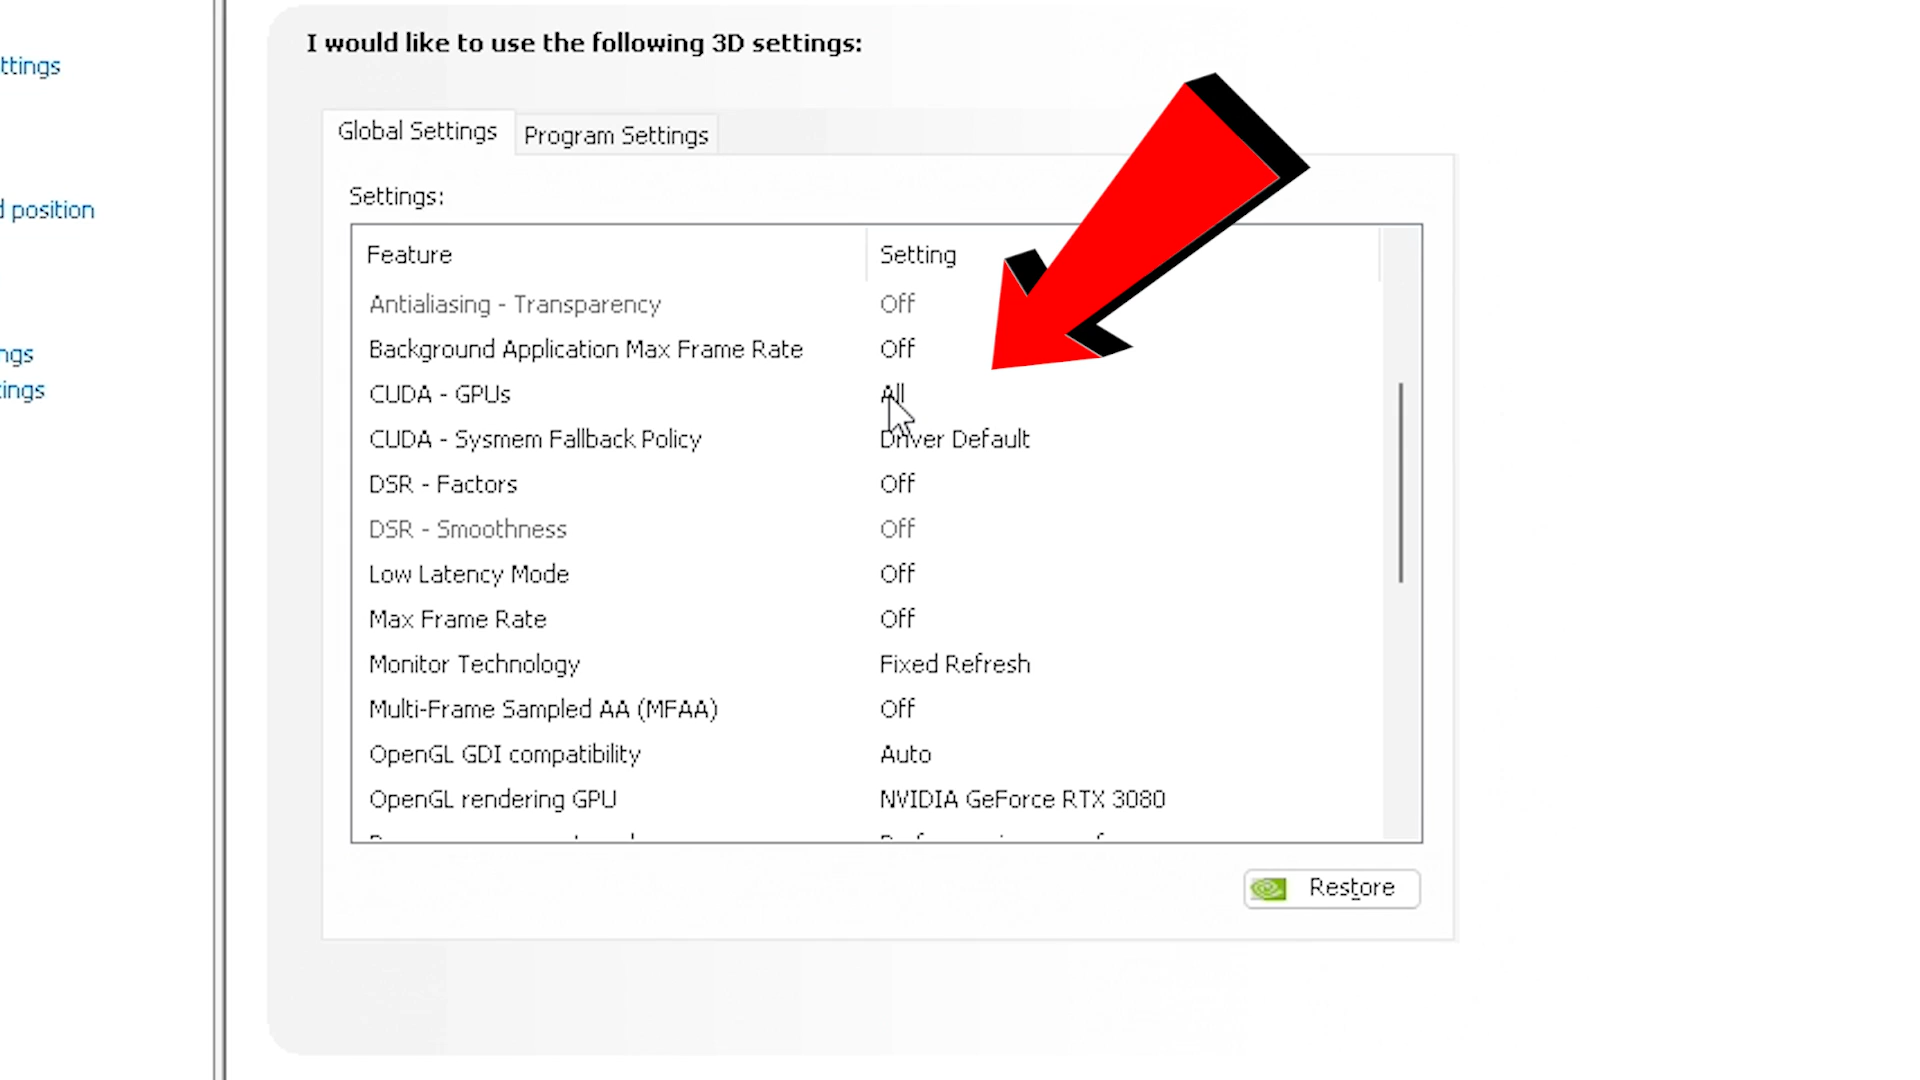 I would like to use the following 3D settings:
ttings
Global Settings
Program Settings
Settings:
position
Feature Setting
Antialiasing - Transparency Off
Background Application Max Frame Rate Off
ngs
CUDA - GPUs All
tings
CUDA - Sysmem Fallback Policy Driver Default
DSR - Factors Off
DSR - Smoothness Off
Low Latency Mode Off
Max Frame Rate Off
Monitor Technology Fixed Refresh
Multi-Frame Sampled AA (MFAA) Off
OpenGL GDI compatibility Auto
OpenGL rendering GPU NVIDIA GeForce RTX 3080
Restore